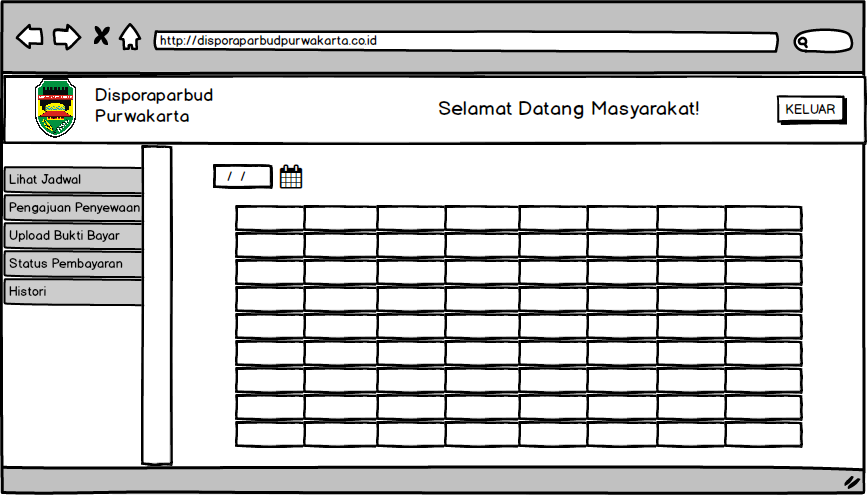 http://disporaparbudpurwakarta.co.id
Disporaparbud
Purwakarta
Selamat Datang Masyarakat!
KELUAR
Lihat Jadwal
Pengajuan Penyewaan
Upload Bukti Bayar
Status Pembayaran
Histori
/ /